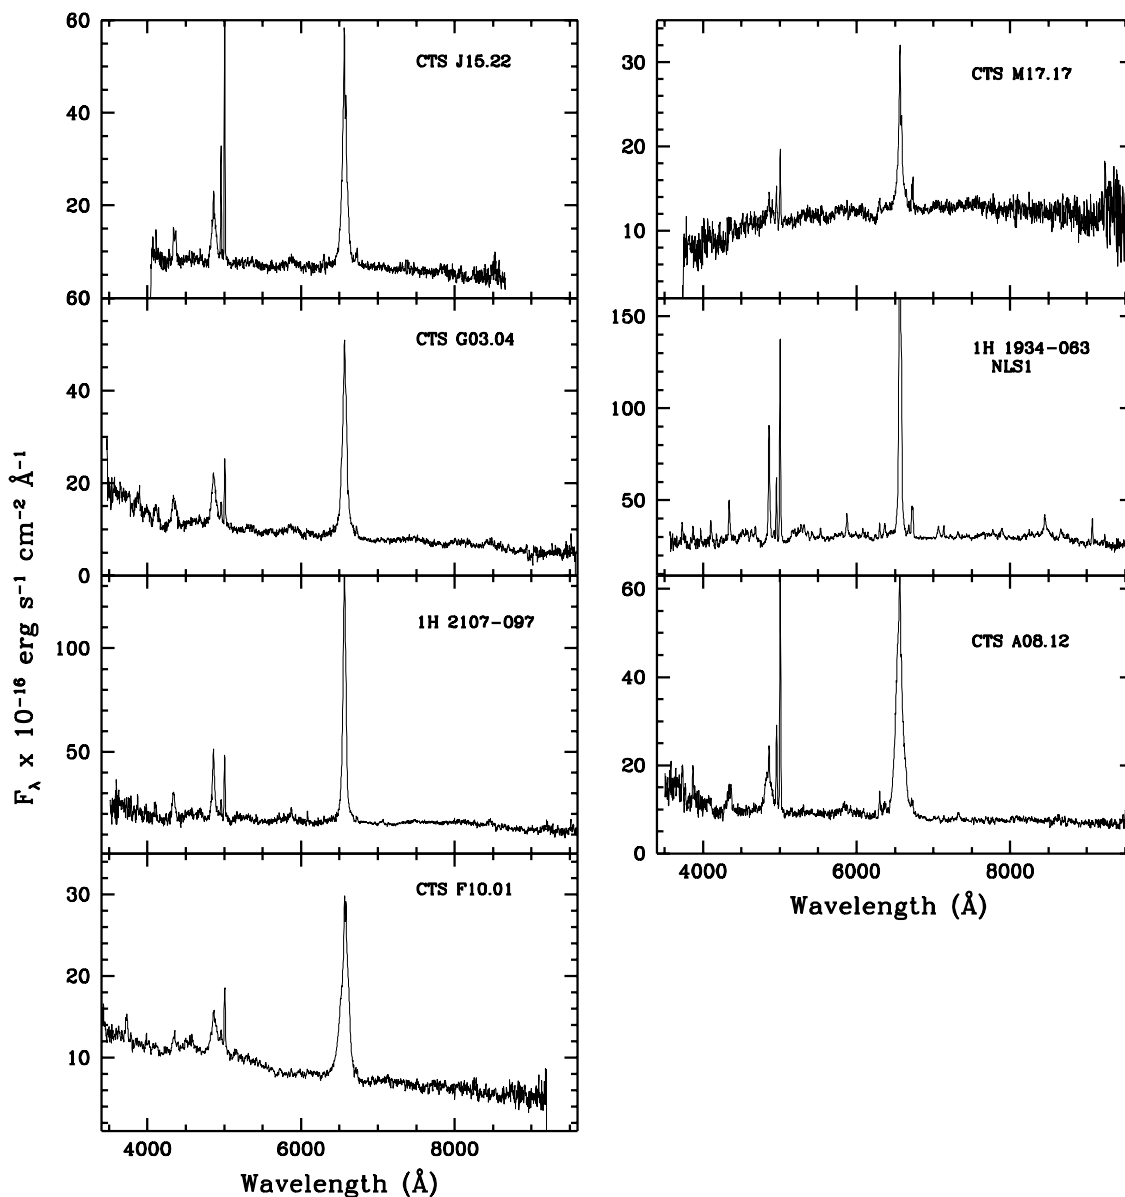 60
CTS J15.22
40
20
60
CTS G03.04
40
20
0
1H 2107-097
100
50
CTS F10.01
30
20
10
4000 6000 8000
Wavelength (Å)
F_λ x 10⁻¹⁶ erg s⁻¹ cm⁻² Å⁻¹
CTS M17.17
30
20
10
150
1H 1934-063
NLS1
100
50
60
CTS A08.12
40
20
0
4000 6000 8000
Wavelength (Å)